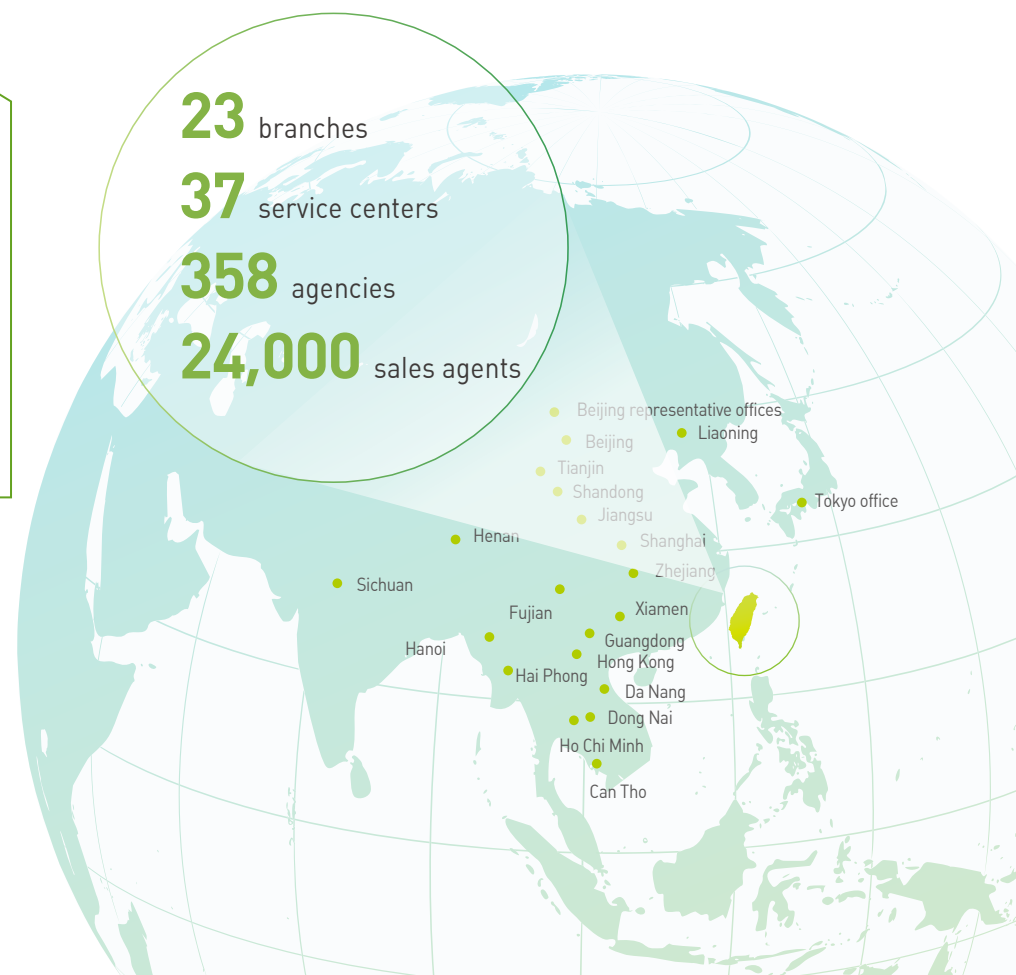 23 branches
37 service centers
358 agencies
24,000 sales agents
Beijing representative offices
Liaoning
Beijing
Tianjin
Shandong
Tokyo office
Jiangsu
Henan
Shanghai
Zhejiang
Sichuan
Xiamen
Fujian
Guangdong
Hanoi
Hong Kong
Hai Phong
Da Nang
Dong Nai
Ho Chi Minh
Can Tho